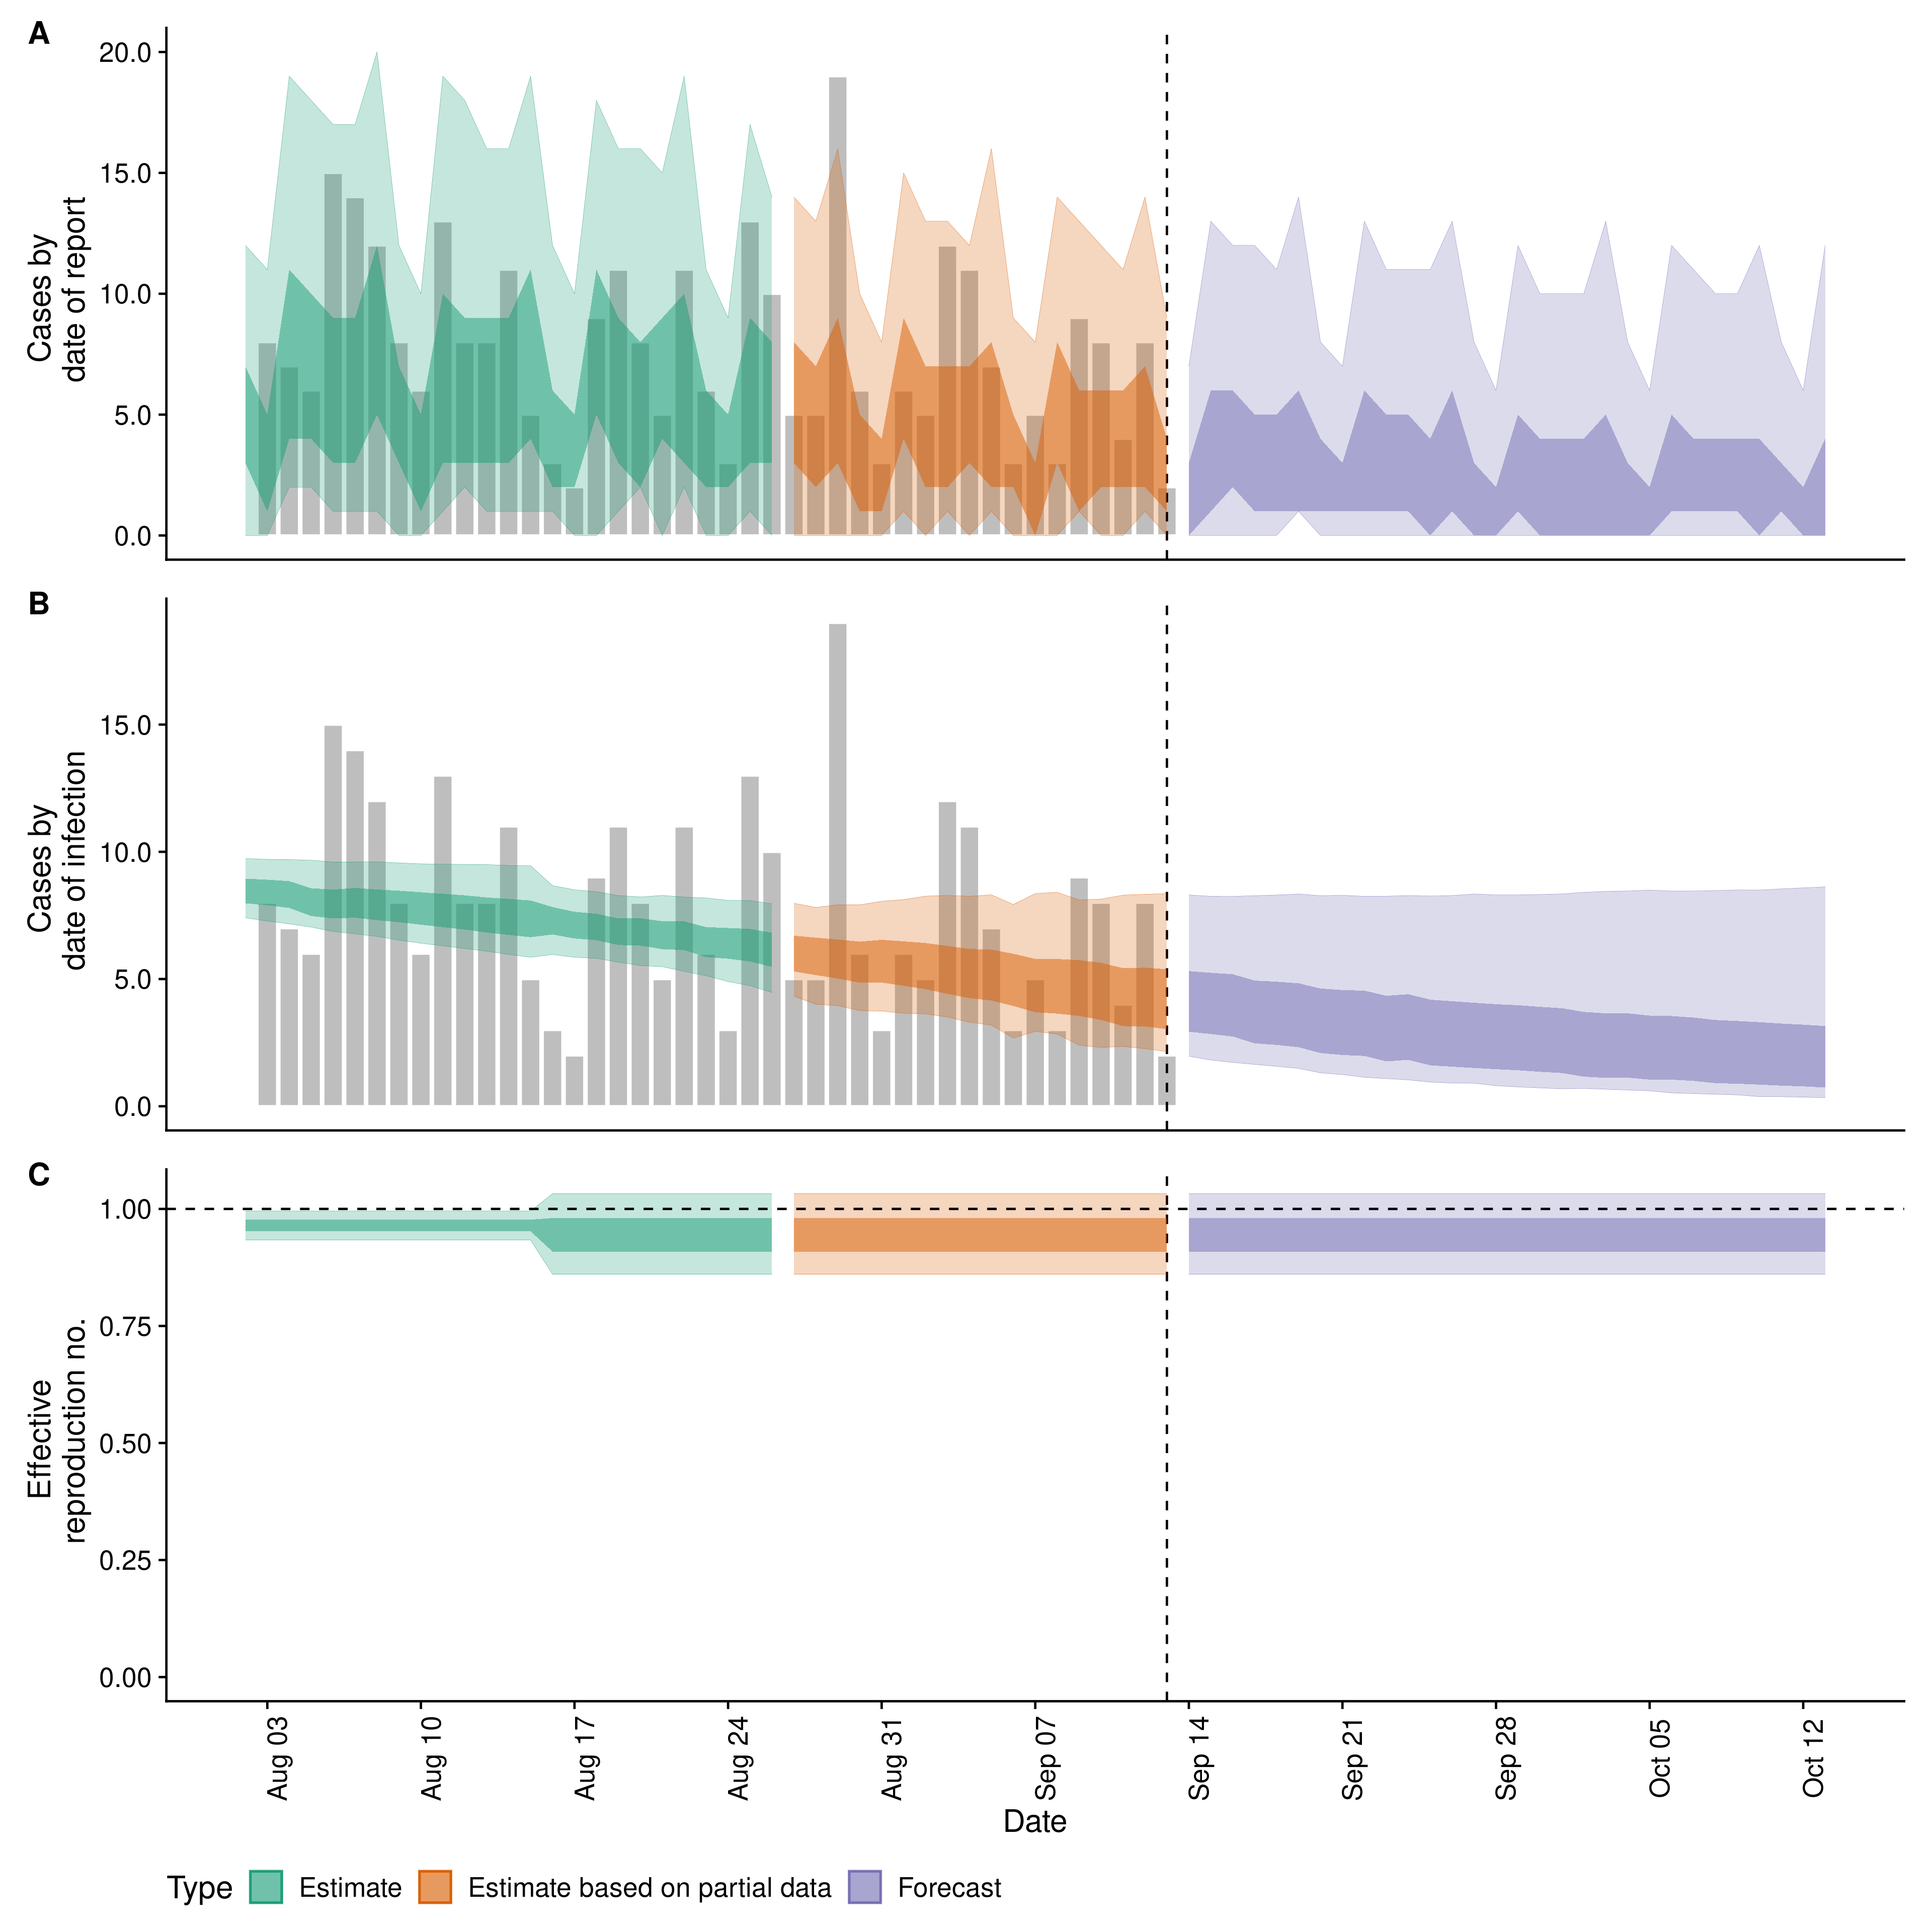 A
20.0
15.0
10.0
5.0
0.0
Cases by
date of report
B
15.0
10.0
5.0
0.0
Cases by
date of infection
C
1.00
0.75
0.50
0.25
0.00
Effective
reproduction no.
Aug 03
Aug 10
Aug 17
Aug 24
Aug 31
Sep 07
Sep 14
Sep 21
Sep 28
Oct 05
Oct 12
Date
Type Estimate Estimate based on partial data Forecast